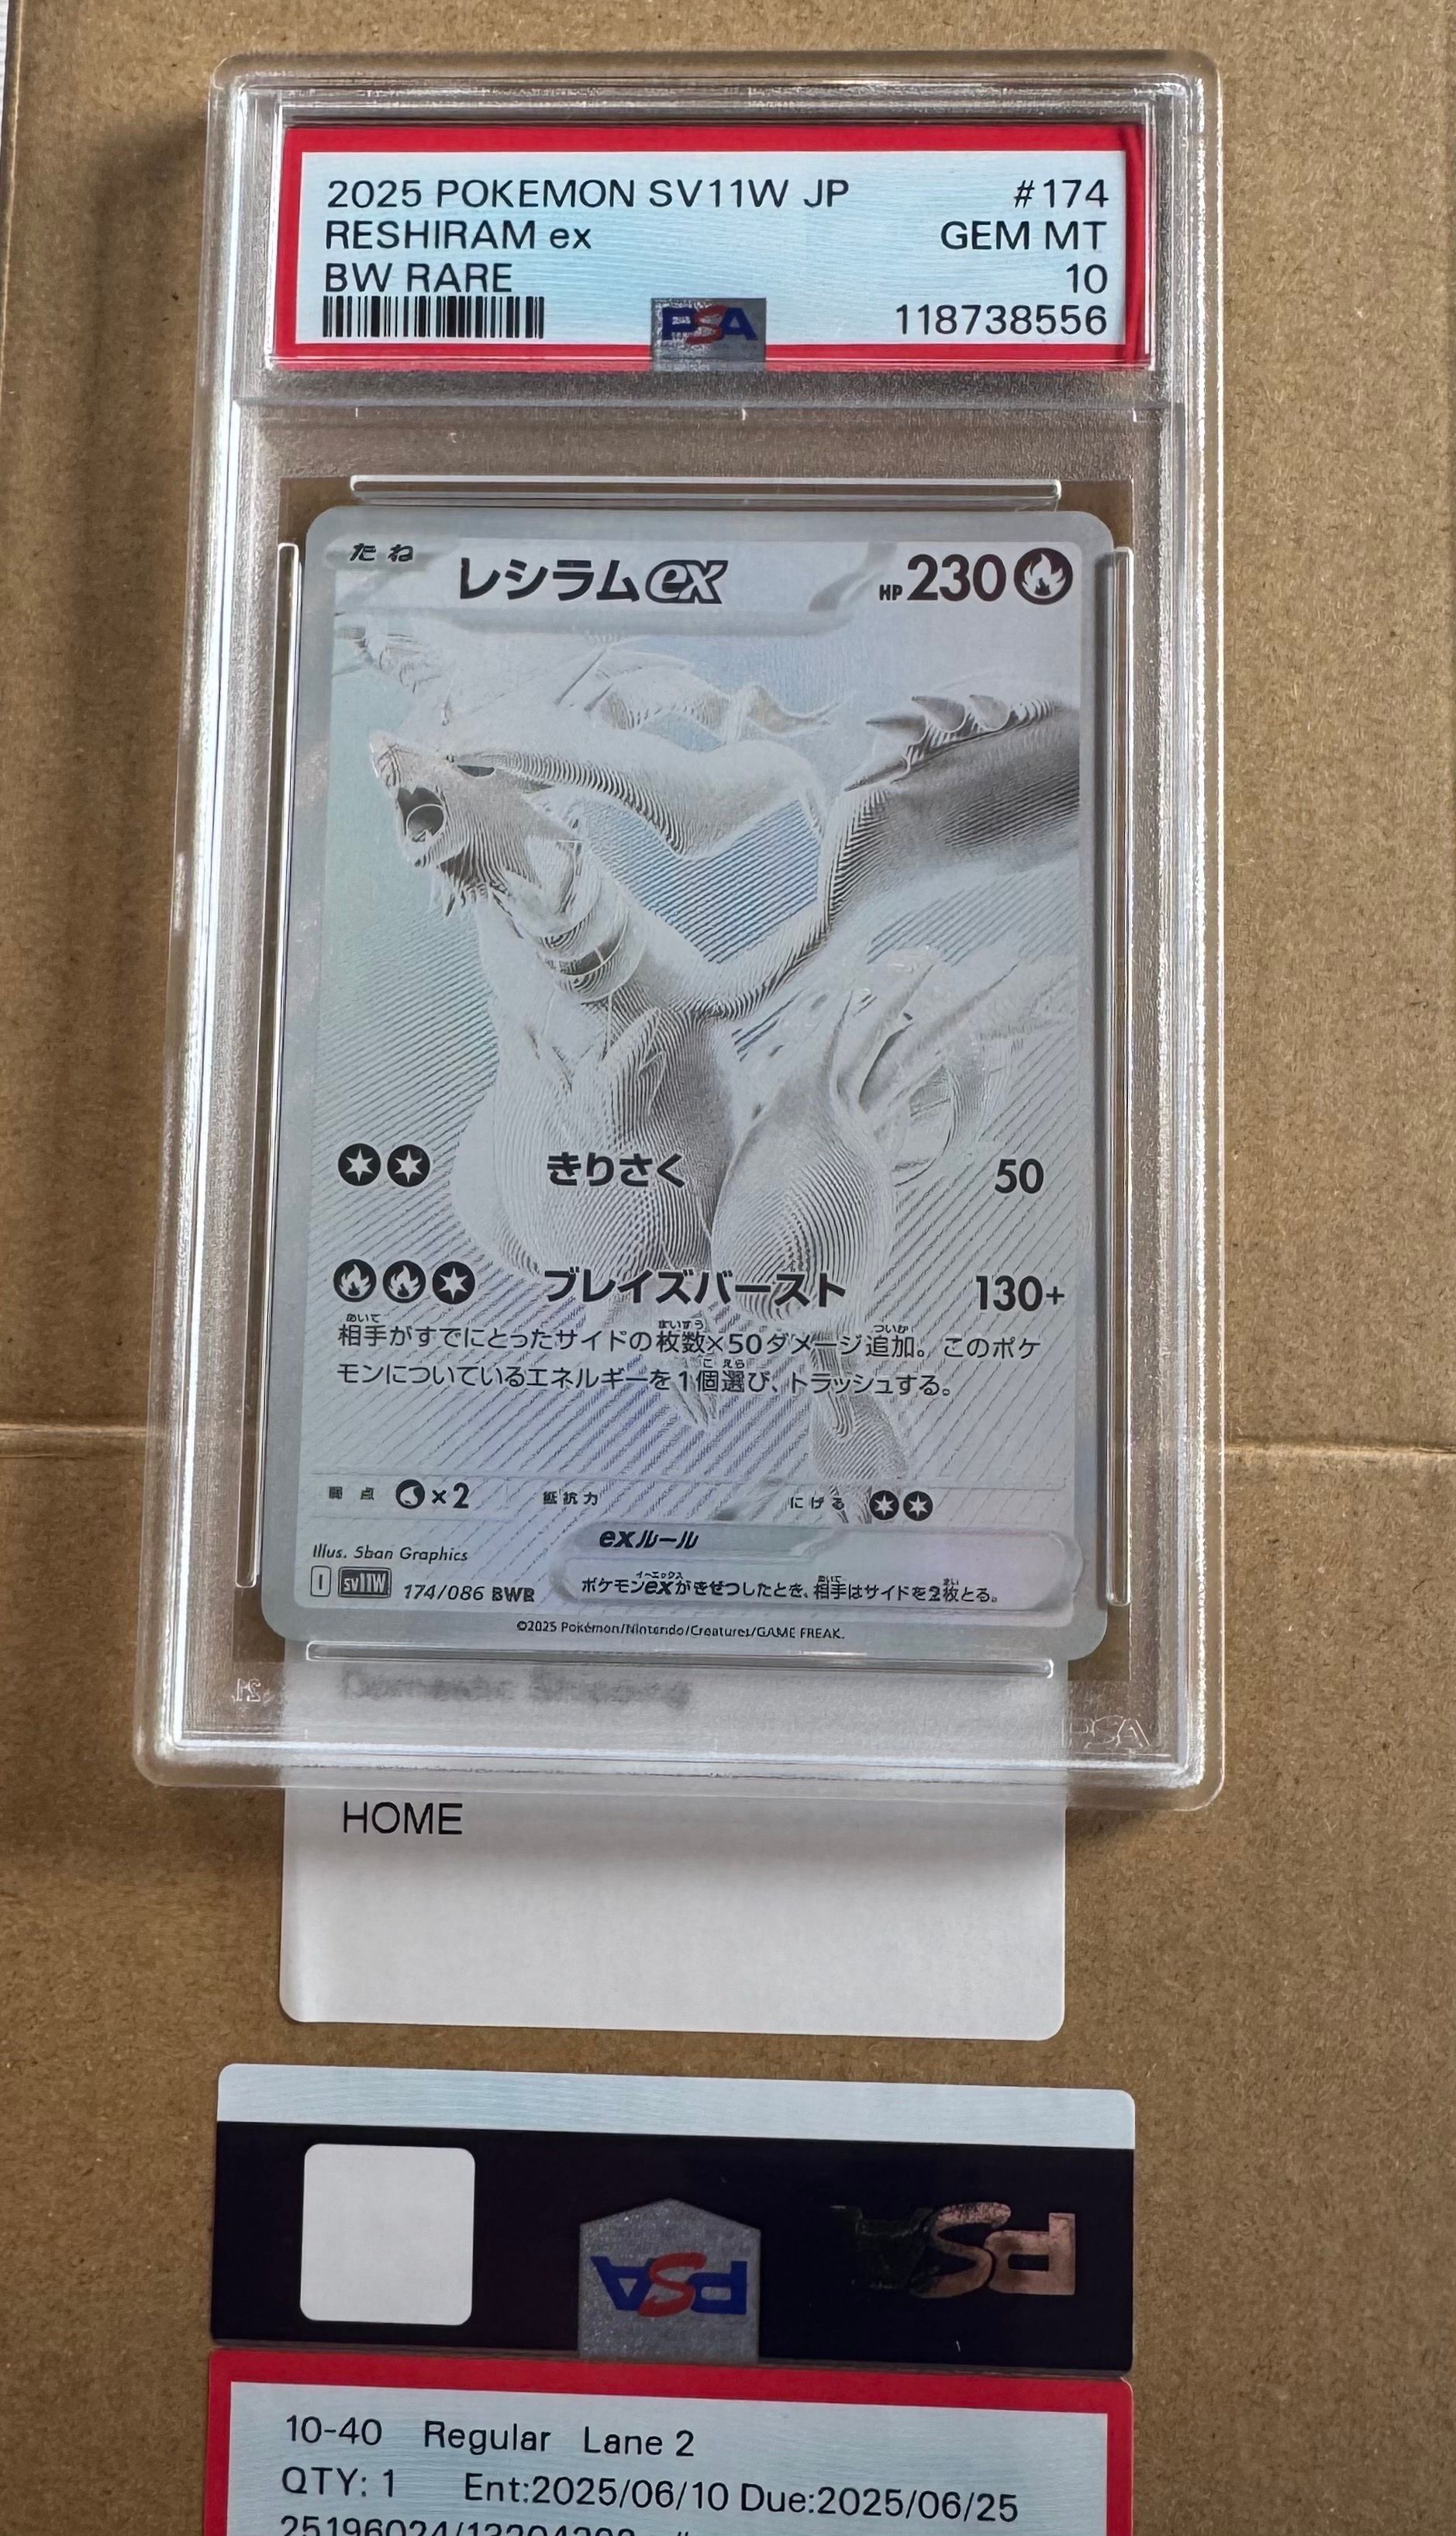 2025 POKEMON SV11W JP #174
RESHIRAM ex GEM MT
BW RARE 10
PSA 118738556
たね レシラムex HP230
きりさく 50
ブレイズバースト 130+
相手がすでにとったサイドの枚数×50ダメージ追加。このポケ
モンについているエネルギーを1個選び、トラッシュする。
弱点 ×2 抵抗力 にげる
exルール
Illus. 5ban Graphics
I sv11W 174/086 BWR ポケモンexがきぜつしたとき、相手はサイドを2枚とる。
©2025 Pokémon/Nintendo/Creatures/GAME FREAK.
PSA
HOME
PSA PSA
10-40 Regular Lane 2
QTY: 1 Ent:2025/06/10 Due:2025/06/25